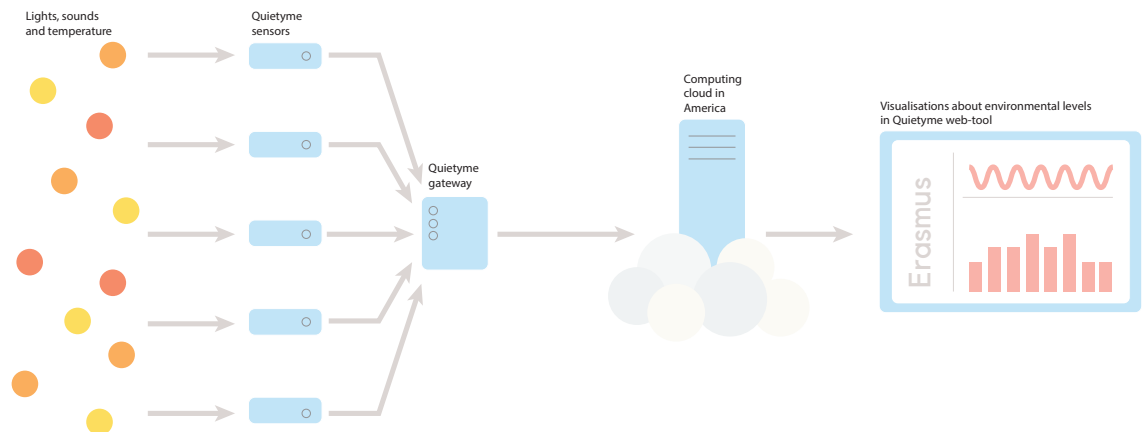 Lights, sounds
and temperature
Quietyme
sensors
Quietyme
gateway
Computing
cloud in
America
Visualisations about environmental levels
in Quietyme web-tool
Erasmus